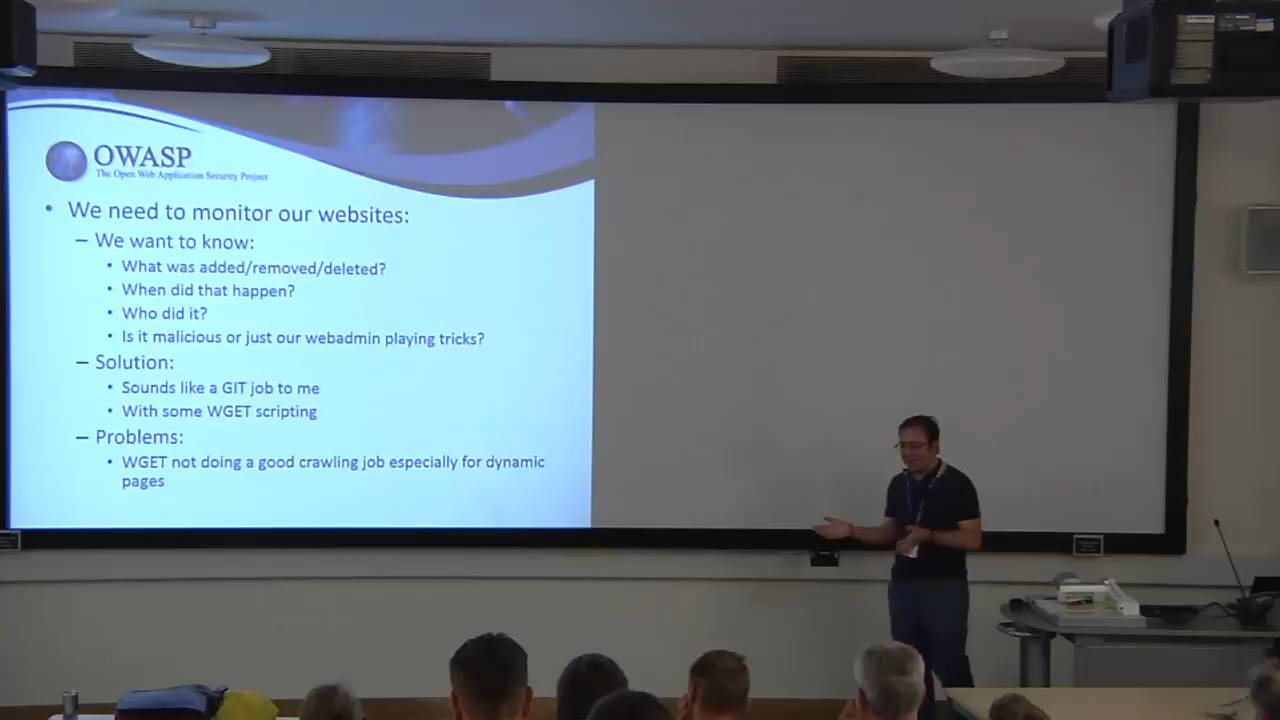 OWASP
The Open Web Application Security Project
• We need to monitor our websites:
– We want to know:
• What was added/removed/deleted?
• When did that happen?
• Who did it?
• Is it malicious or just our webadmin playing tricks?
– Solution:
• Sounds like a GIT job to me
• With some WGET scripting
– Problems:
• WGET not doing a good crawling job especially for dynamic
pages